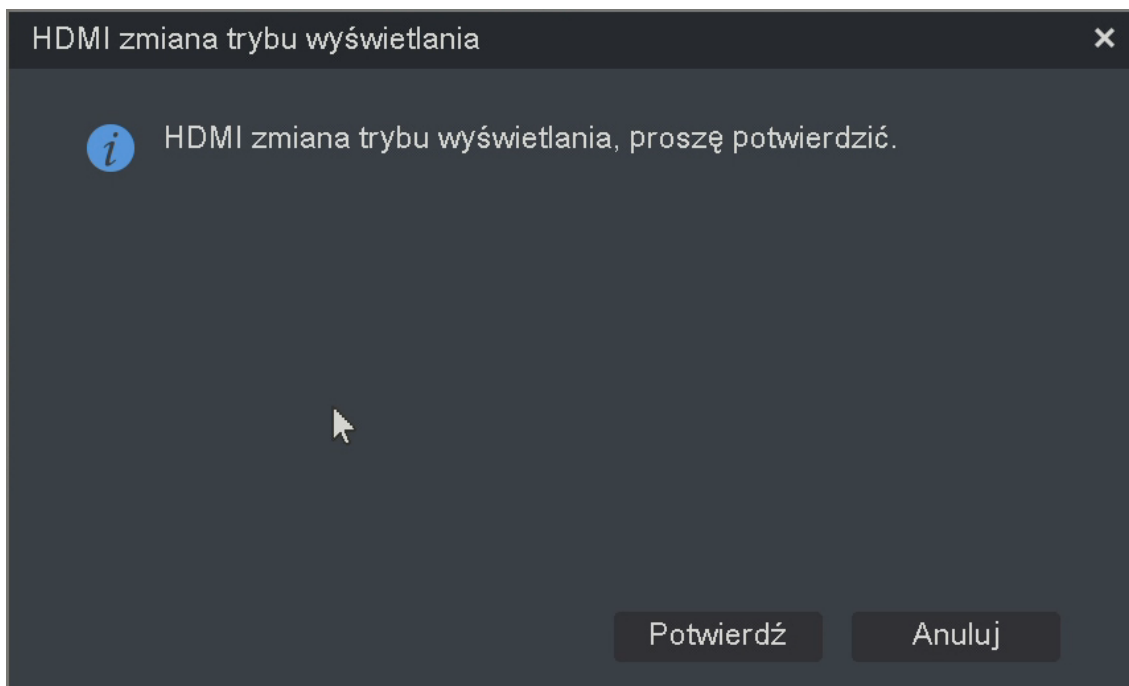 HDMI zmiana trybu wyświetlania
HDMI zmiana trybu wyświetlania, proszę potwierdzić.
Potwierdź
Anuluj